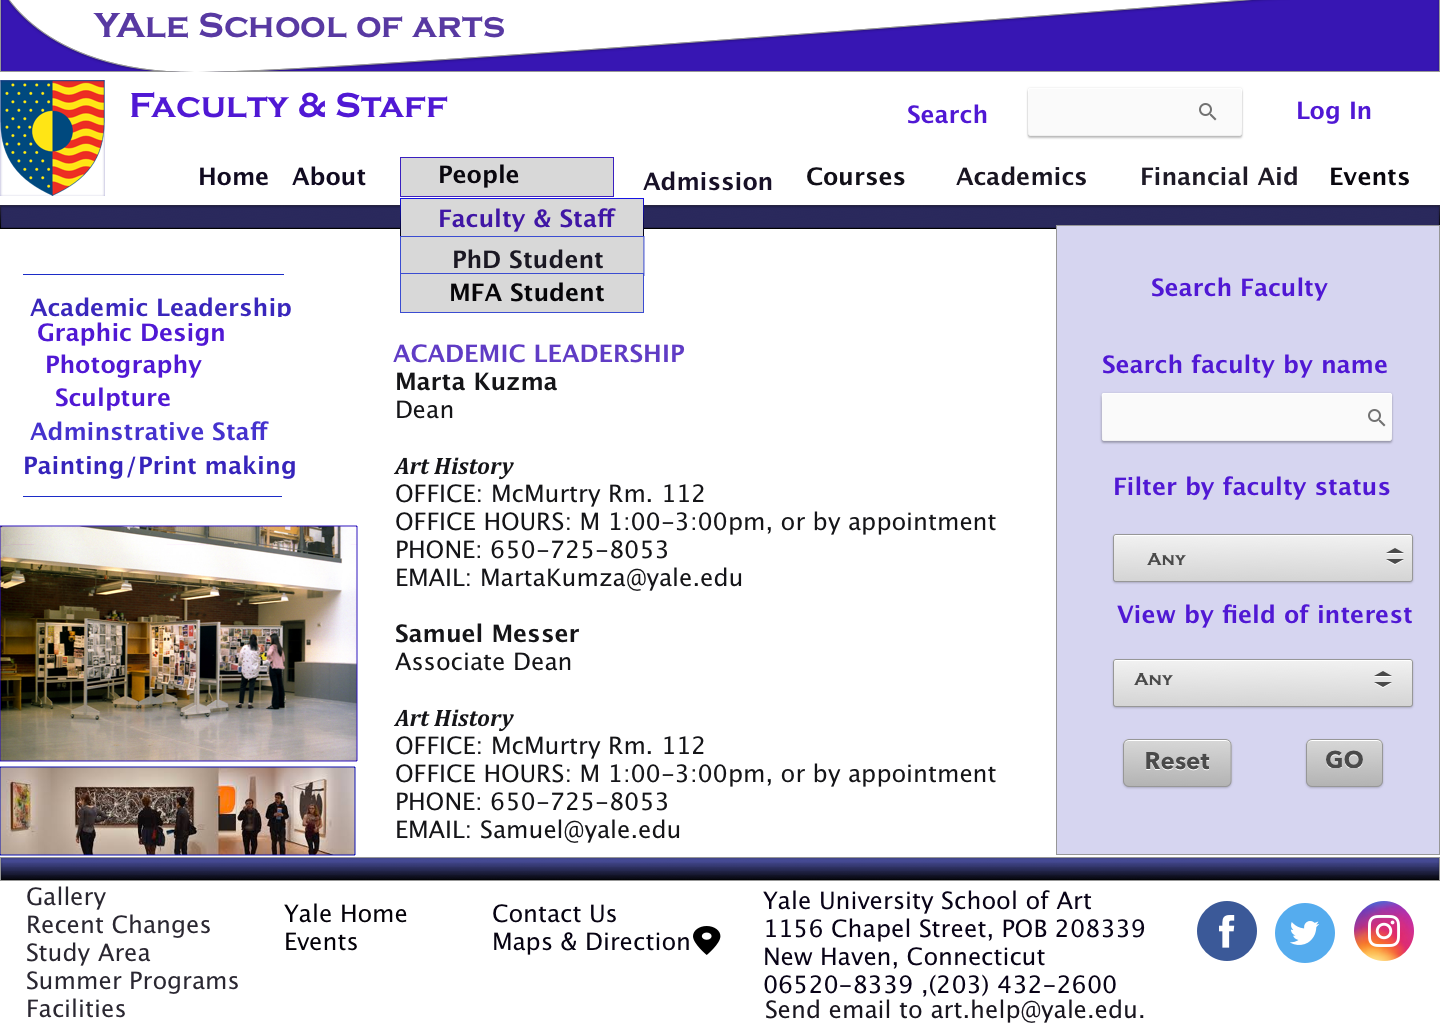 YALE SCHOOL OF ARTS
FACULTY & STAFF
Search
Log In
Home
About
People
Admission
Courses
Academics
Financial Aid
Events
Faculty & Staff
PhD Student
MFA Student
Academic Leadership
Graphic Design
Photography
Sculpture
Adminstrative Staff
Painting/Print making
ACADEMIC LEADERSHIP
Marta Kuzma
Dean
Art History
OFFICE: McMurtry Rm. 112
OFFICE HOURS: M 1:00-3:00pm, or by appointment
PHONE: 650-725-8053
EMAIL: MartaKumza@yale.edu
Samuel Messer
Associate Dean
Art History
OFFICE: McMurtry Rm. 112
OFFICE HOURS: M 1:00-3:00pm, or by appointment
PHONE: 650-725-8053
EMAIL: Samuel@yale.edu
Search Faculty
Search faculty by name
Filter by faculty status
ANY
View by field of interest
ANY
Reset
GO
Gallery
Recent Changes
Study Area
Summer Programs
Facilities
Yale Home
Events
Contact Us
Maps & Direction
Yale University School of Art
1156 Chapel Street, POB 208339
New Haven, Connecticut
06520-8339 ,(203) 432-2600
Send email to art.help@yale.edu.